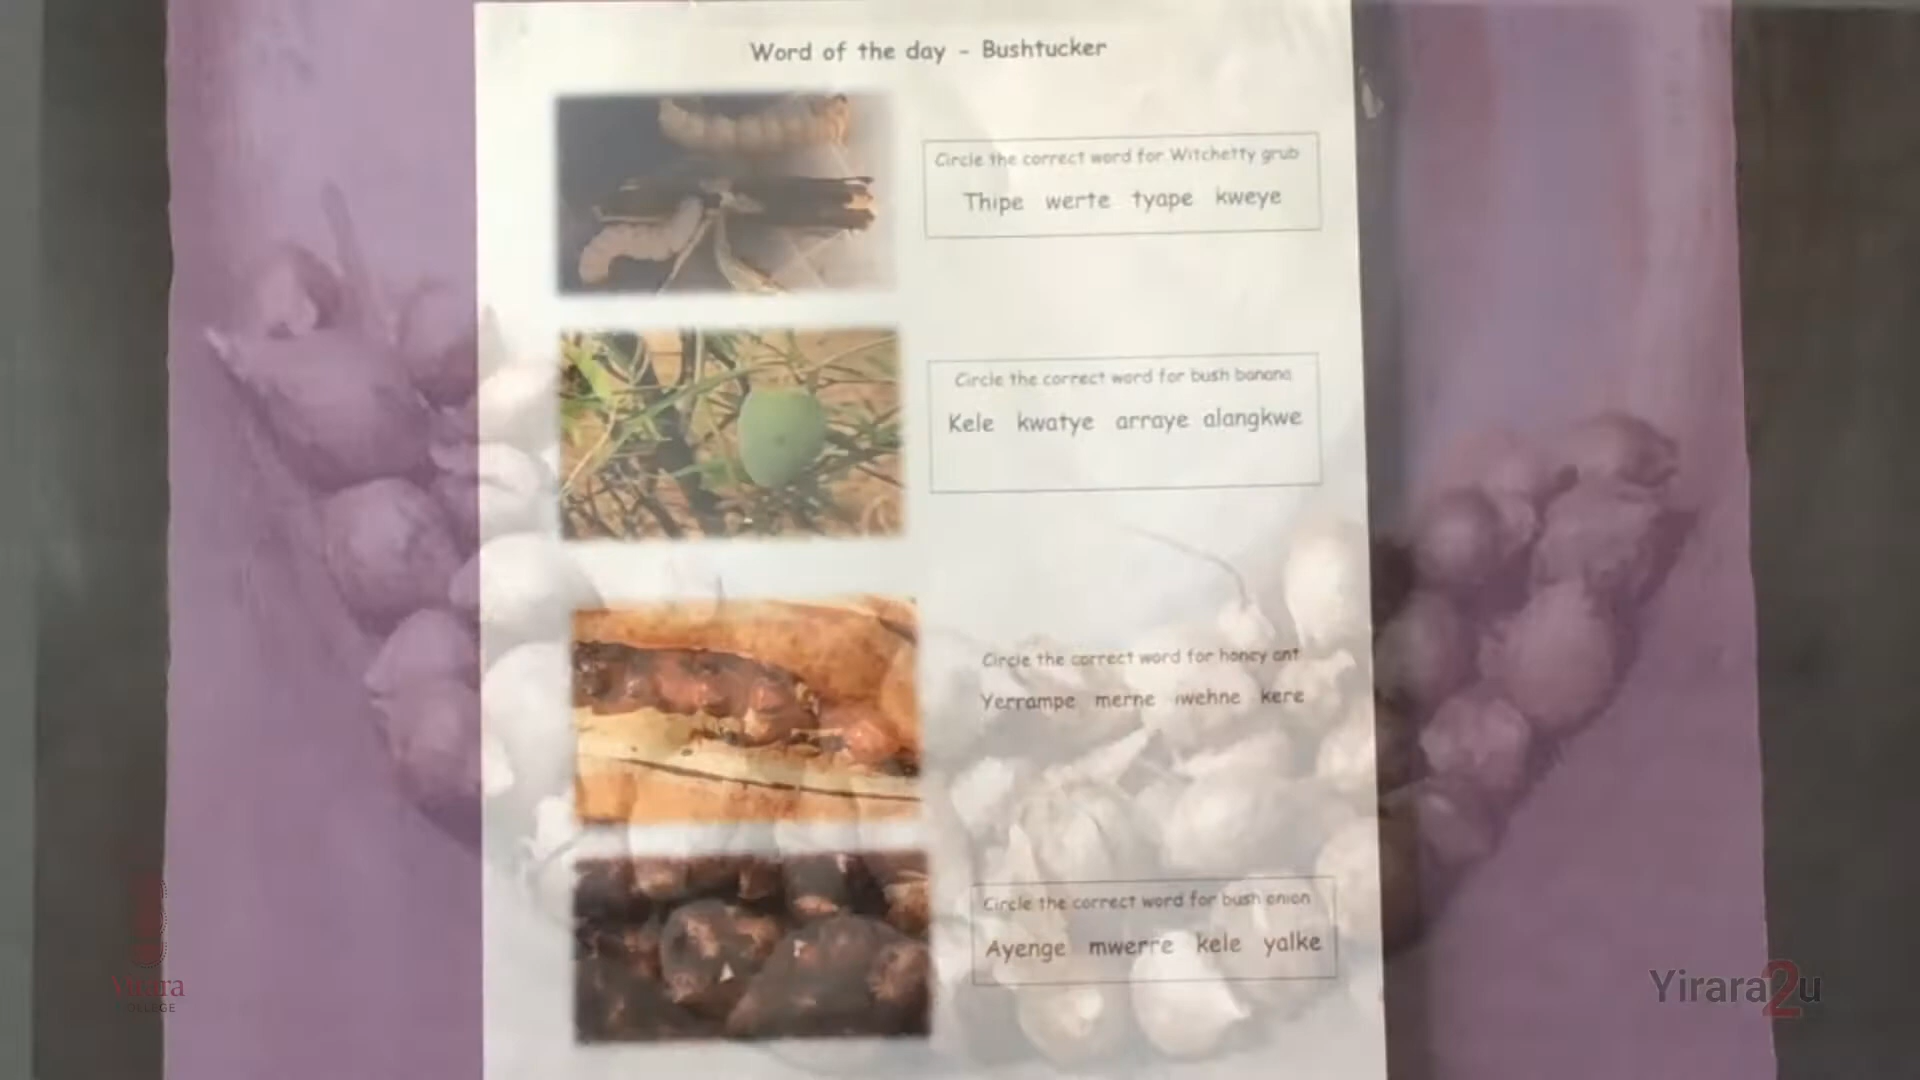 Word of the day - Bushtucker
Circle the correct word for Witchetty grub
Thipe werte tyape kweye
Circle the correct word for bush banana
Kele kwatye arraye alangkwe
Circle the correct word for honey ant
Yerrampe merne iwehne kere
Circle the correct word for bush onion
Ayenge mwerre kele yalke
Yirara
COLLEGE
Yirara2u